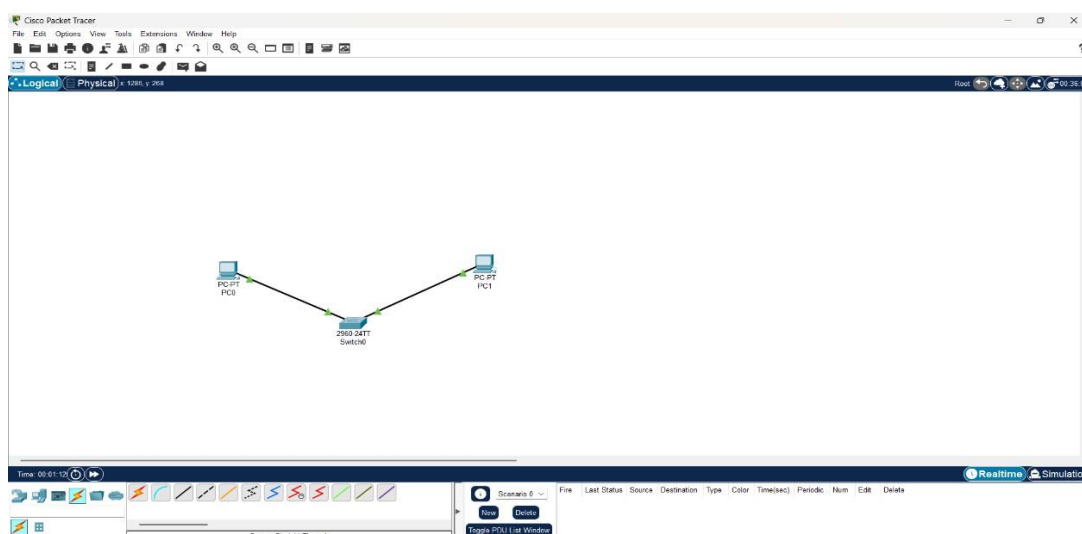 Cisco Packet Tracer
File Edit Options View Tools Extensions Window Help
Logical Physical x: 1286, y: 268 Root
PC-PT
PC0
PC-PT
PC1
2960-24TT
Switch0
Time: 00:01:12 Realtime Simulatio
Scenario 0 Fire Last Status Source Destination Type Color Time(sec) Periodic Num Edit Delete
New Delete
Toggle PDU List Window